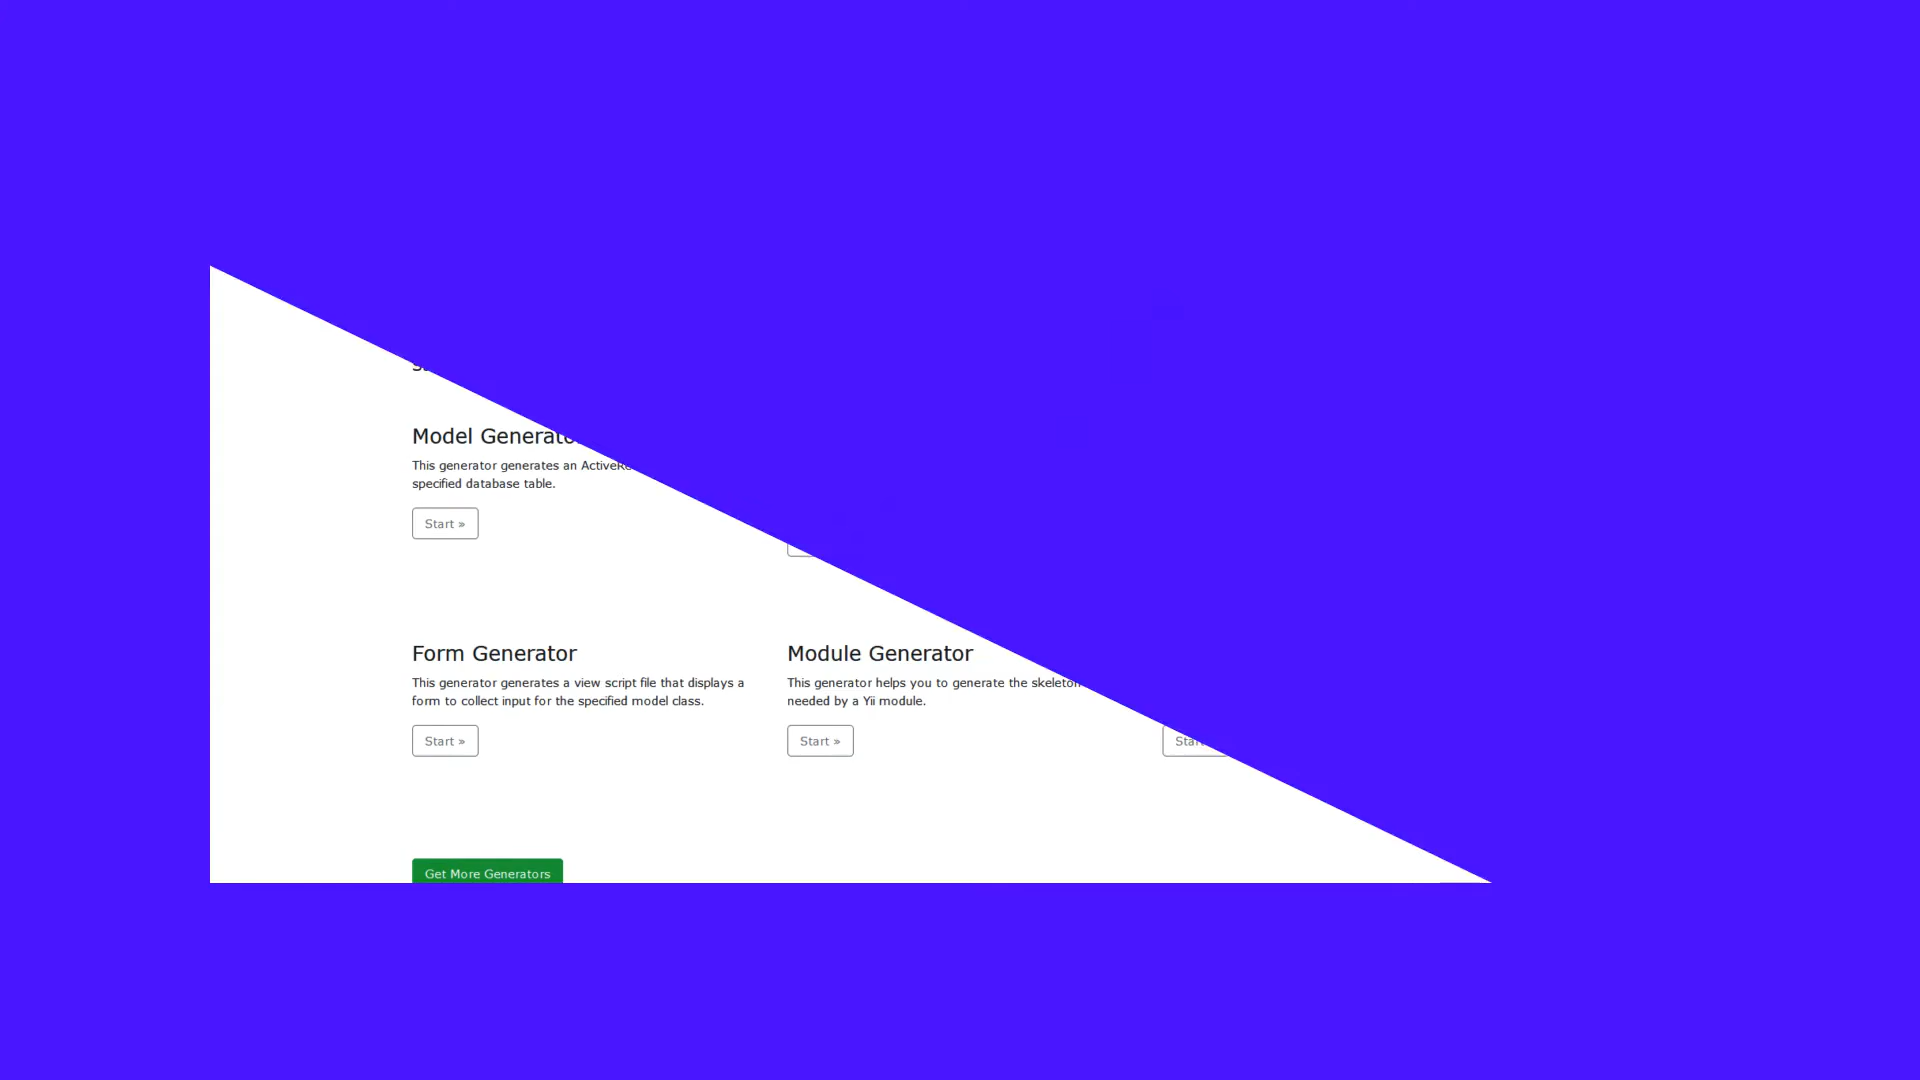 Model Generato
This generator generates an ActiveRe
specified database table.
Start »
Form Generator
This generator generates a view script file that displays a
form to collect input for the specified model class.
Start »
Module Generator
This generator helps you to generate the skeleton
needed by a Yii module.
Start »
Start
Get More Generators